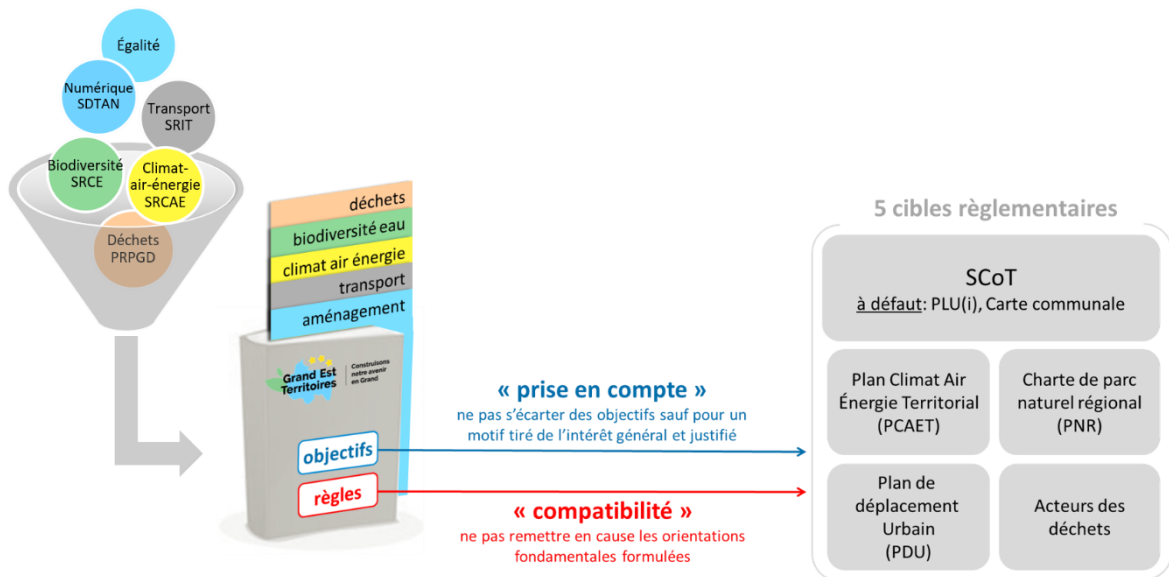 Égalité
Numérique
SDTAN
Transport
SRIT
Biodiversité
SRCE
Climat-
air-énergie
SRCAE
Déchets
PRPGD
déchets
biodiversité eau
climat air énergie
transport
aménagement
Grand Est
Territoires
Construisons
notre avenir
en Grand
objectifs
règles
« prise en compte »
ne pas s’écarter des objectifs sauf pour un
motif tiré de l’intérêt général et justifié
« compatibilité »
ne pas remettre en cause les orientations
fondamentales formulées
5 cibles règlementaires
SCoT
à défaut: PLU(i), Carte communale
Plan Climat Air
Énergie Territorial
(PCAET)
Charte de parc
naturel régional
(PNR)
Plan de
déplacement
Urbain
(PDU)
Acteurs des
déchets